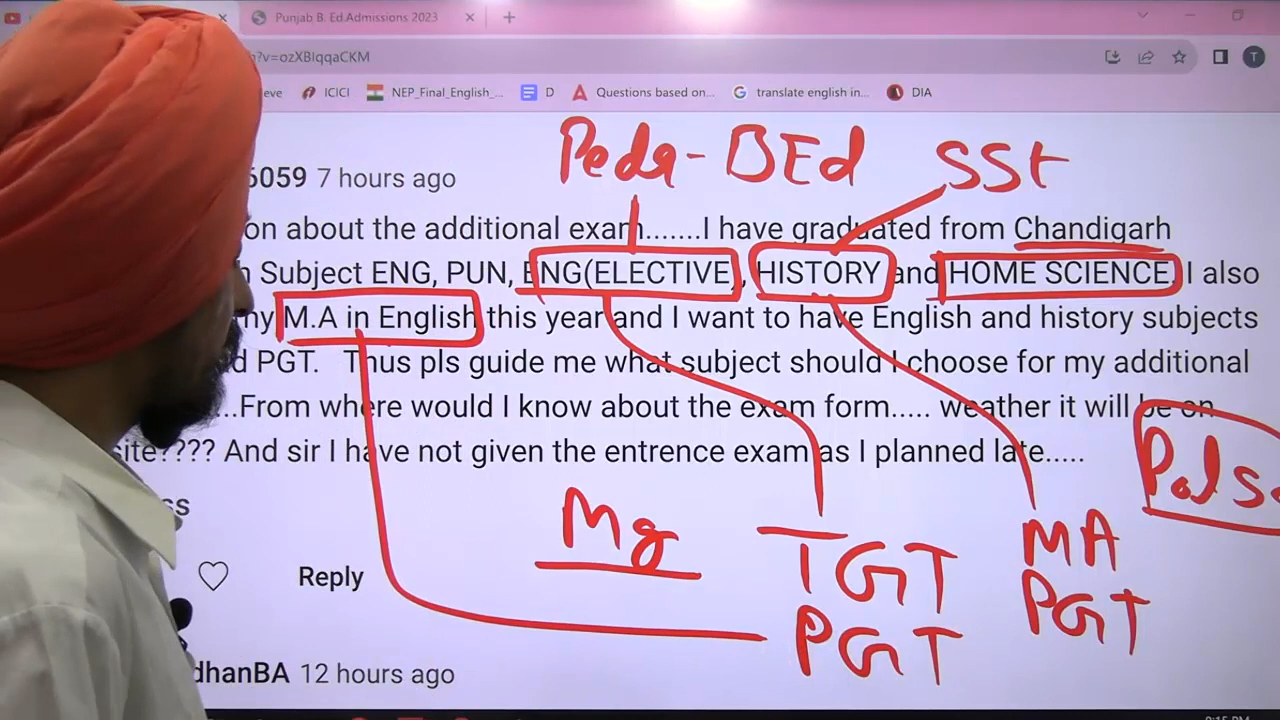 Punjab B. Ed.Admissions 2023
?v=ozXBIqqaCKM
eve ICICI NEP_Final_English_... D Questions based on... translate english in... DIA
T
Peda- BEd SSt
6059 7 hours ago
on about the additional exam.......I have graduated from Chandigarh
h Subject ENG, PUN, ENG(ELECTIVE), HISTORY and HOME SCIENCE. I also
my M.A in English this year and I want to have English and history subjects
d PGT. Thus pls guide me what subject should I choose for my additional
...From where would I know about the exam form..... weather it will be on
site???? And sir I have not given the entrence exam as I planned late.....
Pol Sc
ss
Mg
TGT
MA
PGT
PGT
Reply
dhanBA 12 hours ago